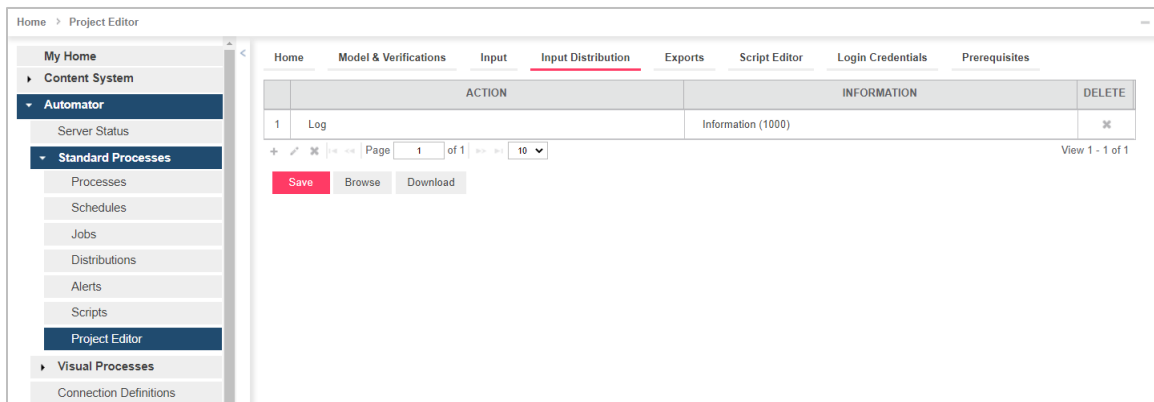 Home > Project Editor
My Home
Content System
Automator
Server Status
Standard Processes
Processes
Schedules
Jobs
Distributions
Alerts
Scripts
Project Editor
Visual Processes
Connection Definitions
Home Model & Verifications Input Input Distribution Exports Script Editor Login Credentials Prerequisites
ACTION INFORMATION DELETE
1 Log Information (1000)
Page 1 of 1 10 View 1 - 1 of 1
Save Browse Download